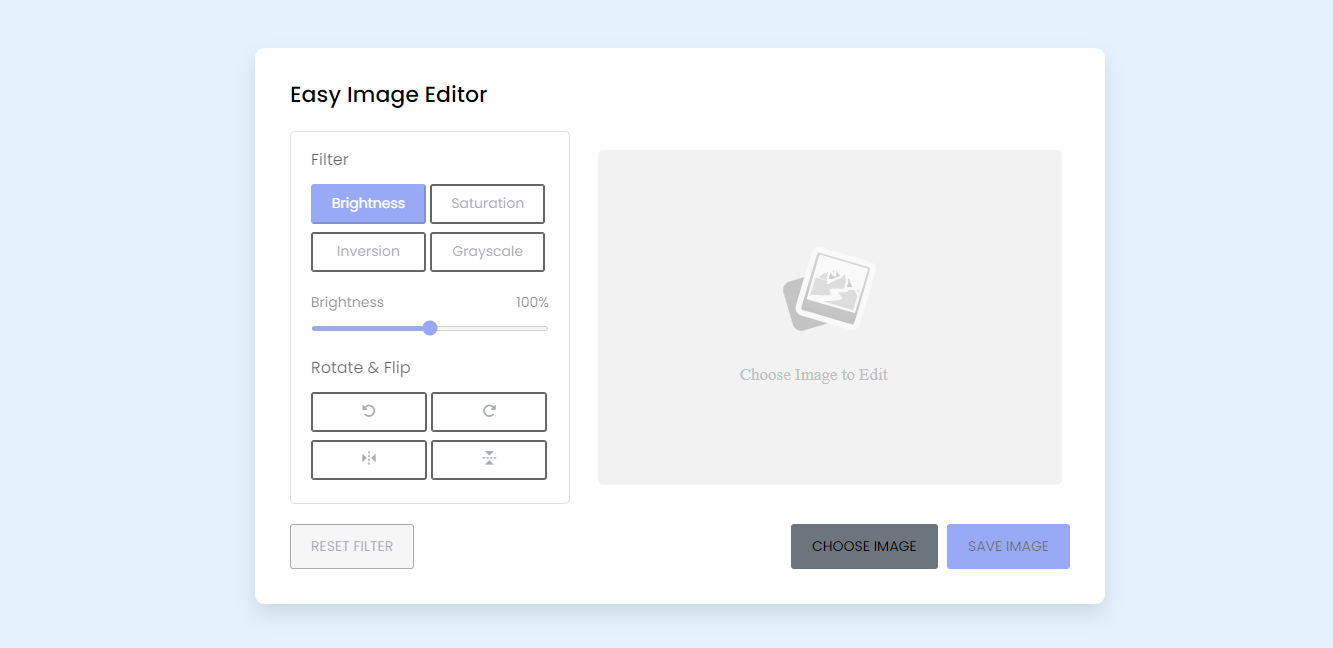 Easy Image Editor
Filter
Brightness Saturation
Inversion Grayscale
Brightness 100%
Rotate & Flip
Choose Image to Edit
RESET FILTER CHOOSE IMAGE SAVE IMAGE